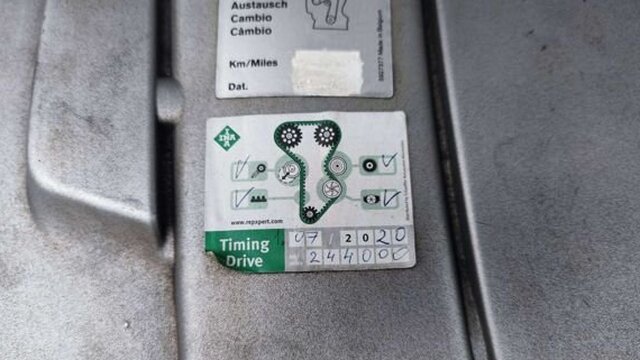 Austausch
Cambio
Câmbio
Km/Miles
Dat.
INA
www.repxpert.com
Timing
Drive
07 / 2020
244000